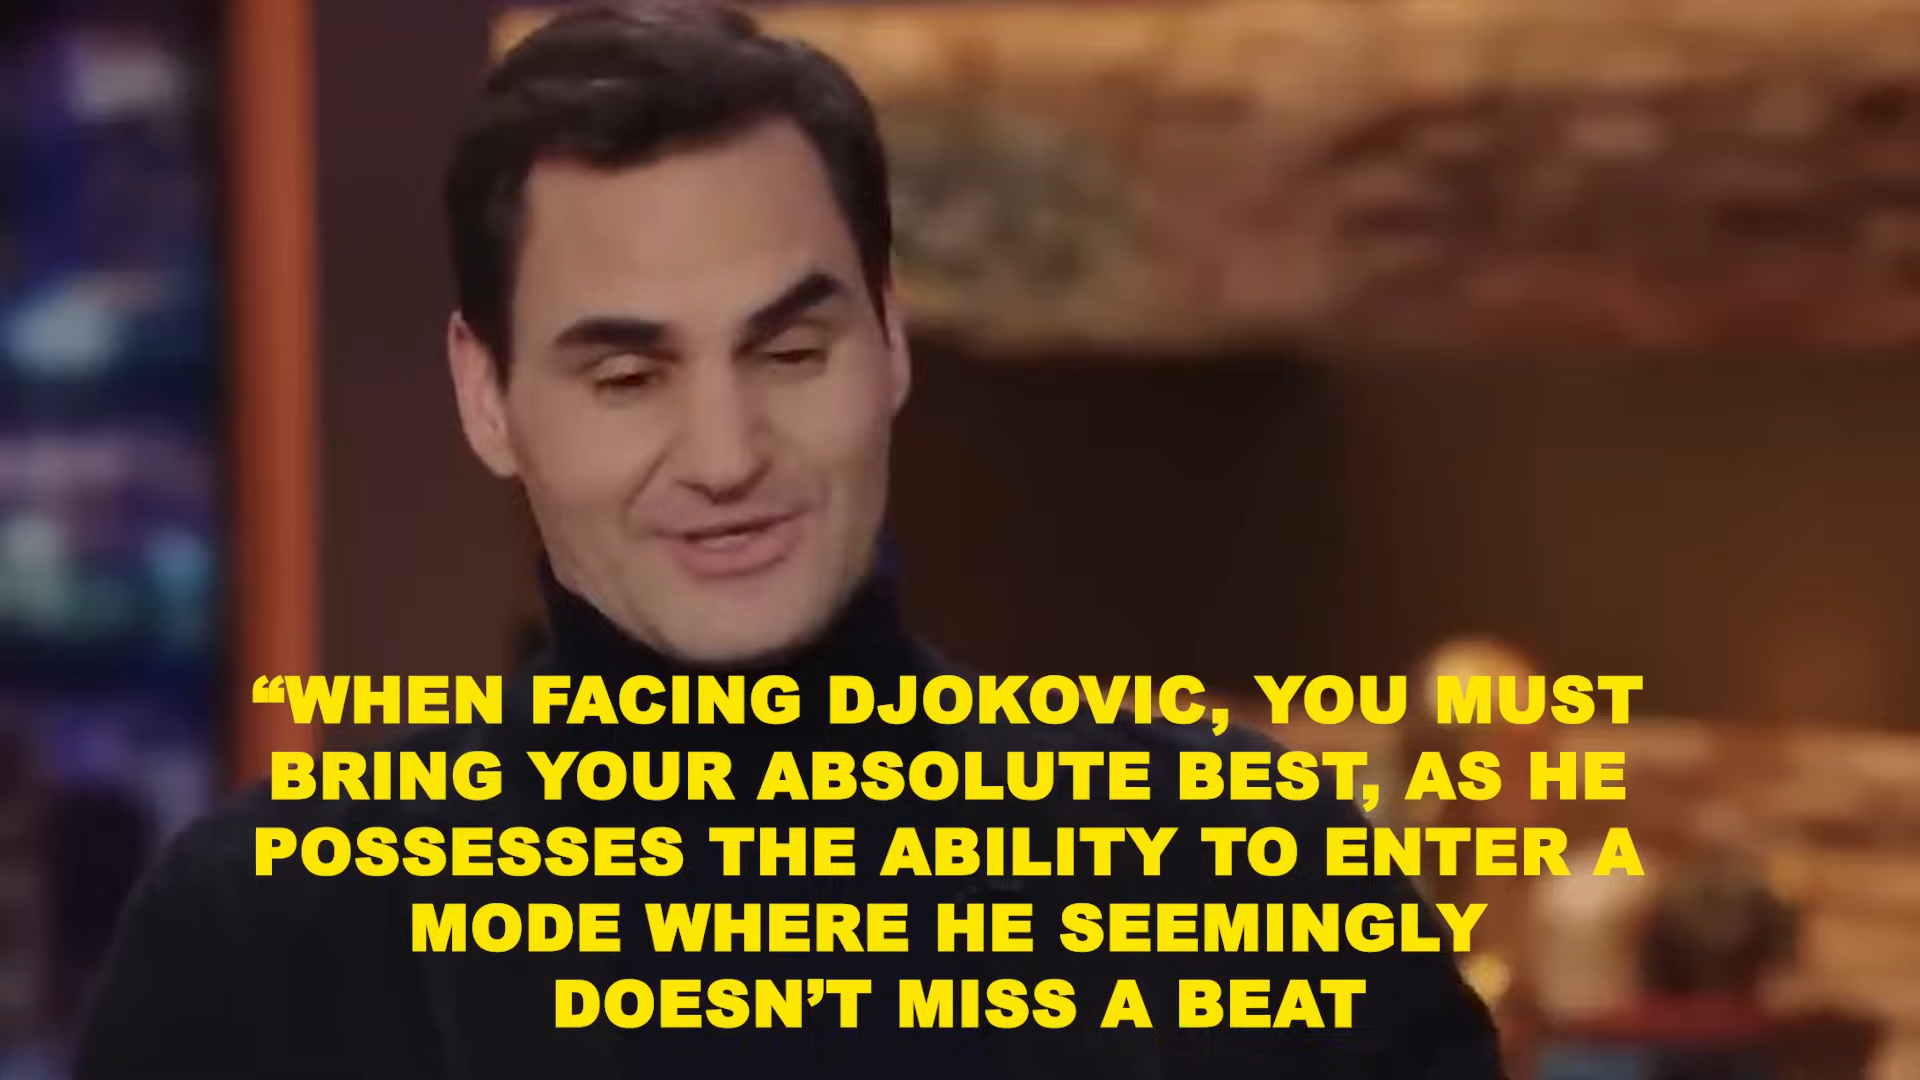 “WHEN FACING DJOKOVIC, YOU MUST
BRING YOUR ABSOLUTE BEST, AS HE
POSSESSES THE ABILITY TO ENTER A
MODE WHERE HE SEEMINGLY
DOESN’T MISS A BEAT